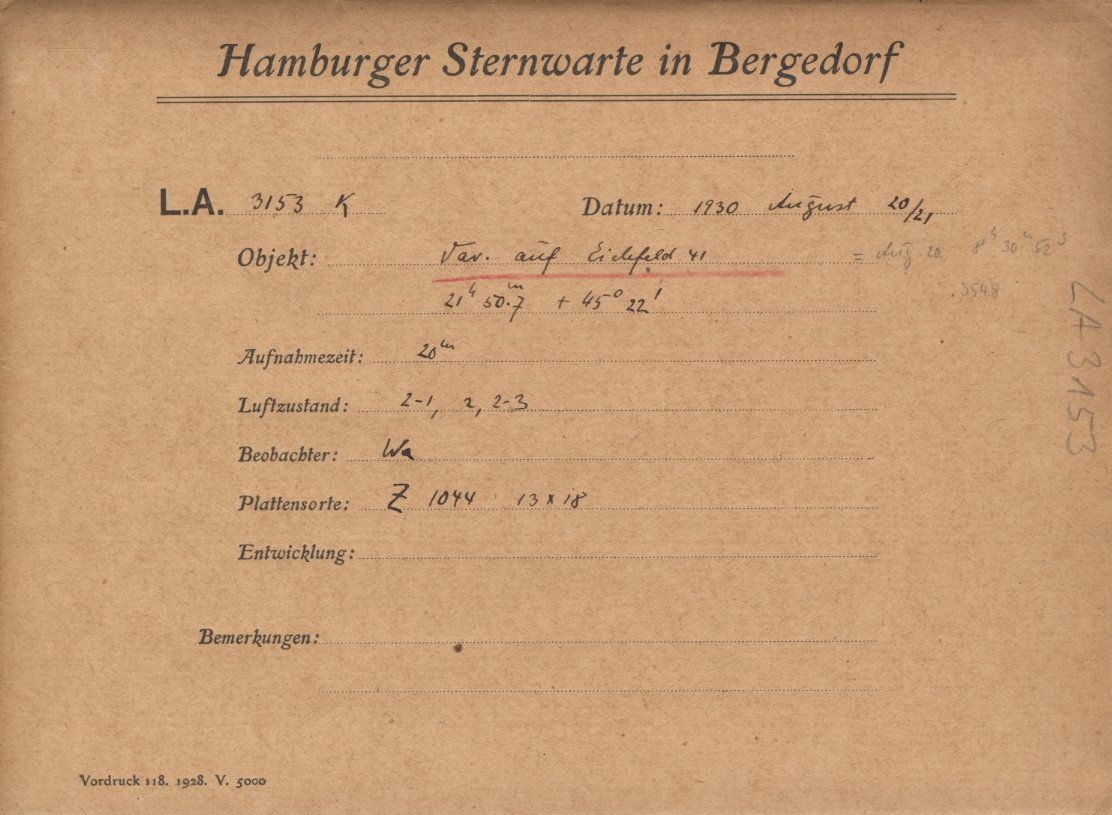 Hamburger Sternwarte in Bergedorf
L.A. 3153 K Datum: 1930 August 20/21
Objekt: Var. auf Eichfeld 41 = Aug. 20. 8ʰ 30ᵐ 52ˢ
21ʰ 50.ᵐ7 + 45° 22' .3548
Aufnahmezeit: 20ᵐ
Luftzustand: 2-1, 2, 2-3
Beobachter: Wa
Plattensorte: Z 1044 13 x 18
Entwicklung:
Bemerkungen:
Vordruck 118. 1928. V. 5000
LA 3153